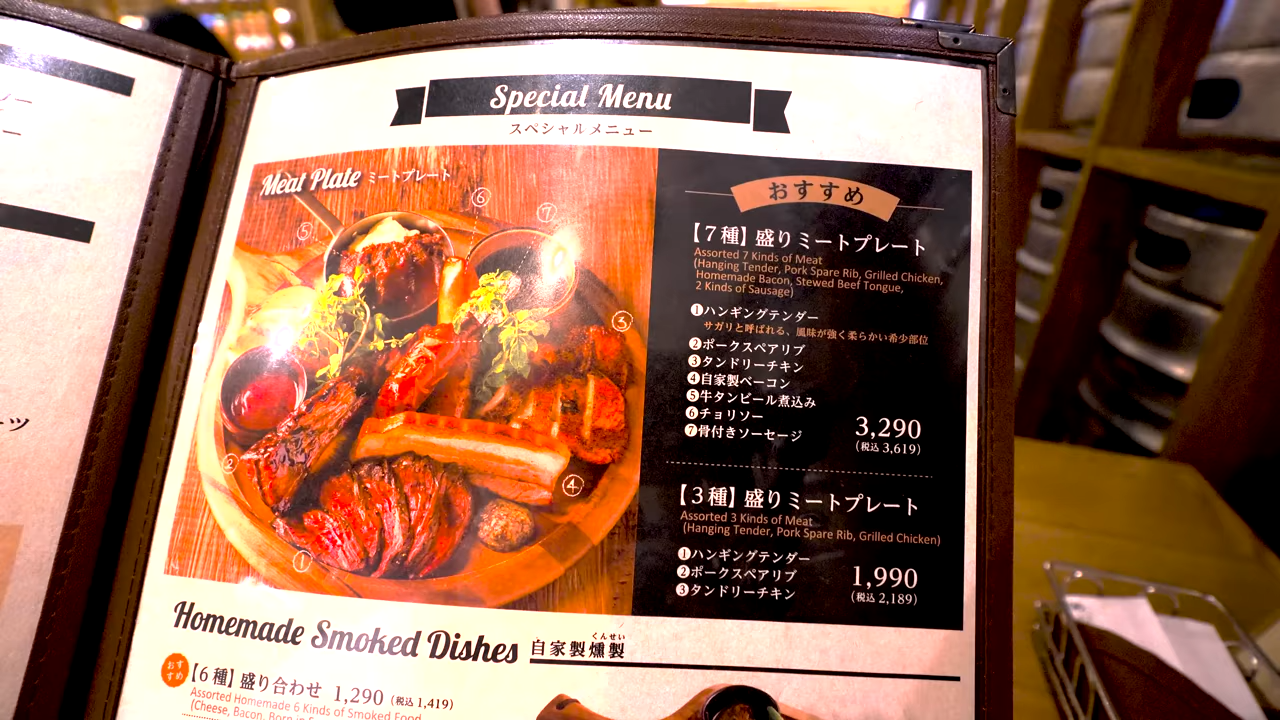 ーツ
Special Menu
スペシャルメニュー
Meat Plate ミートプレート
⑤
⑥
⑦
③
②
④
①
おすすめ
【7種】盛りミートプレート
Assorted 7 Kinds of Meat
(Hanging Tender, Pork Spare Rib, Grilled Chicken,
Homemade Bacon, Stewed Beef Tongue,
2 Kinds of Sausage)
❶ハンギングテンダー
サガリと呼ばれる、風味が強く柔らかい希少部位
❷ポークスペアリブ
❸タンドリーチキン
❹自家製ベーコン
❺牛タンビール煮込み
❻チョリソー
❼骨付きソーセージ
3,290
(税込 3,619)
【3種】盛りミートプレート
Assorted 3 Kinds of Meat
(Hanging Tender, Pork Spare Rib, Grilled Chicken)
❶ハンギングテンダー
❷ポークスペアリブ
❸タンドリーチキン
1,990
(税込 2,189)
Homemade Smoked Dishes 自家製燻製
くんせい
おすすめ
【6種】盛り合わせ 1,290 (税込 1,419)
Assorted Homemade 6 Kinds of Smoked Food
(Cheese, Bacon,